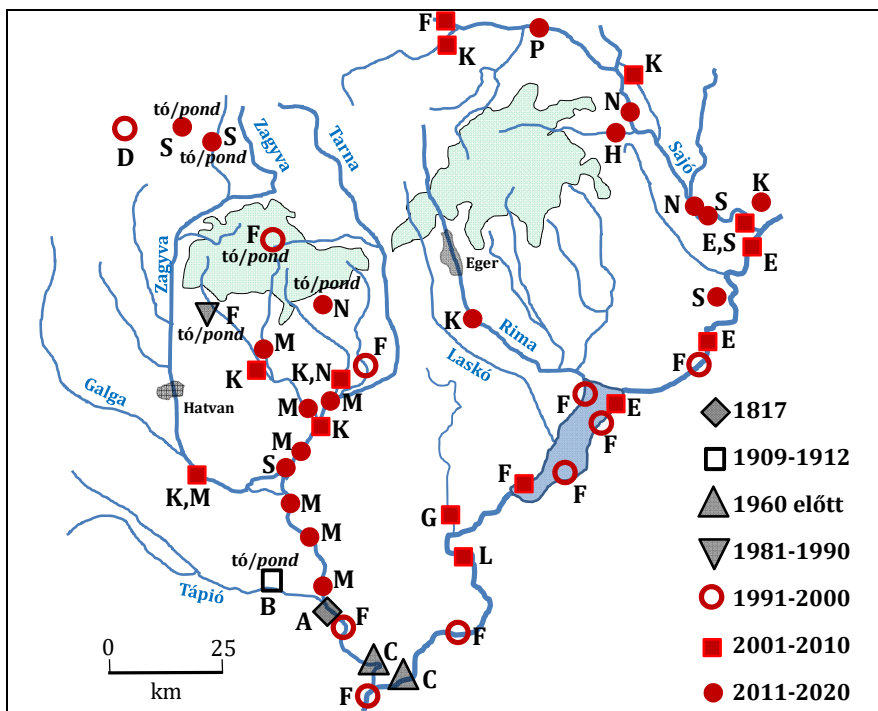 F
K
P
K
tó/pond
D
S
S
tó/pond
Zagyva
Tarna
N
H
Sajó
N
S
K
E,S
E
F
tó/pond
Eger
Zagyva
tó/pond
N
S
F
tó/pond
K
Rima
M
K
F
E
K,N
F
Laskó
Galga
Hatvan
M
M
K
F
E
F
M
S
K,M
F
F
M
G
M
L
tó/pond
B
Tápió
M
A
F
F
C
C
F
0
25
km
1817
1909-1912
1960 előtt
1981-1990
1991-2000
2001-2010
2011-2020